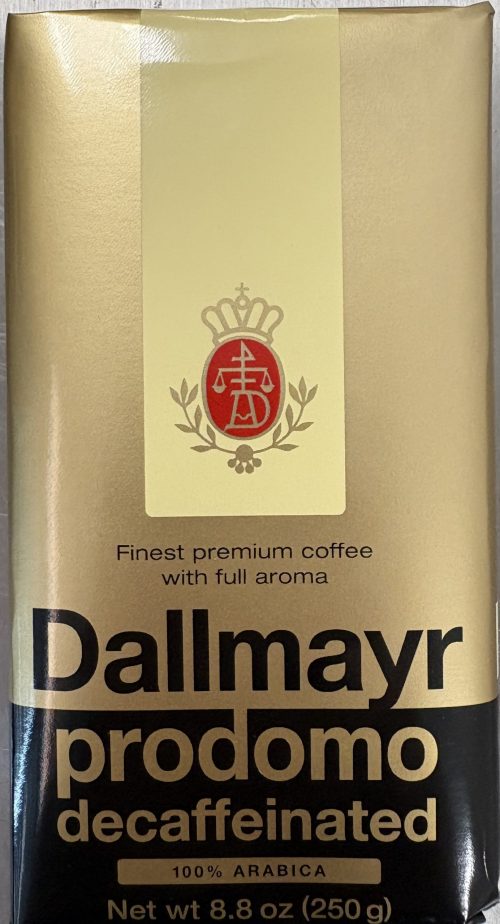 Finest premium coffee
with full aroma
Dallmayr
prodomo
decaffeinated
100% ARABICA
Net wt 8.8 oz (250 g)